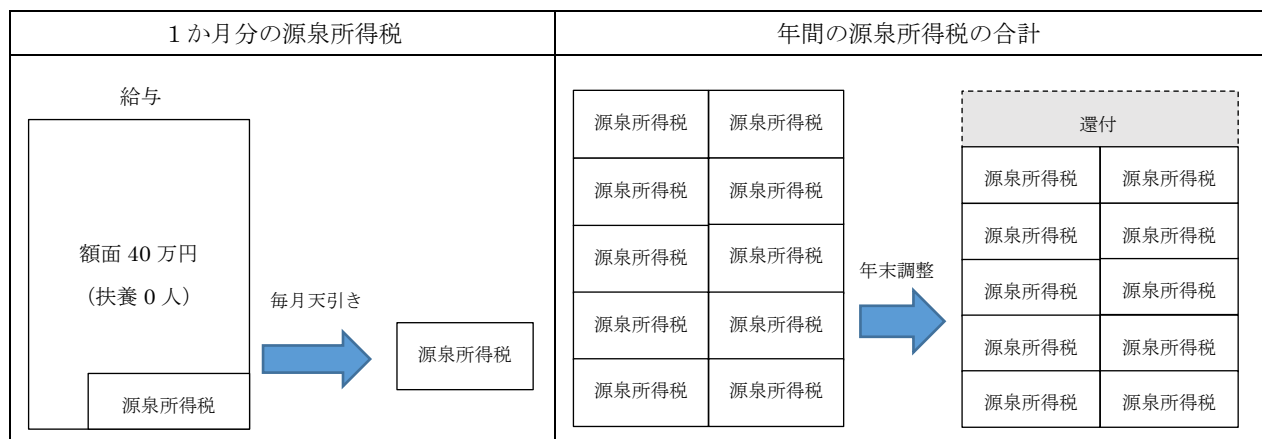 1か月分の源泉所得税
年間の源泉所得税の合計
給与
額面 40 万円
（扶養 0 人）
源泉所得税
毎月天引き
源泉所得税
源泉所得税 源泉所得税
源泉所得税 源泉所得税
源泉所得税 源泉所得税
源泉所得税 源泉所得税
源泉所得税 源泉所得税
年末調整
還付
源泉所得税 源泉所得税
源泉所得税 源泉所得税
源泉所得税 源泉所得税
源泉所得税 源泉所得税
源泉所得税 源泉所得税